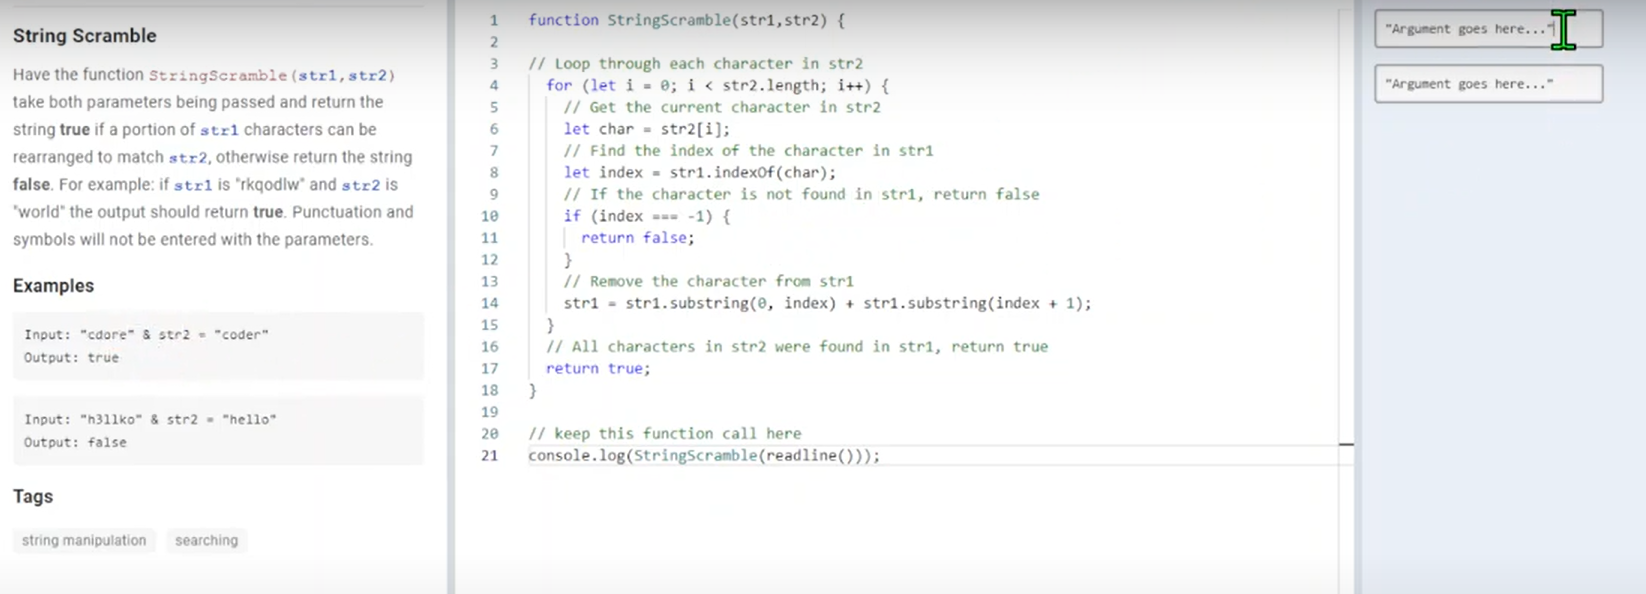 String Scramble
Have the function StringScramble(str1,str2)
take both parameters being passed and return the
string true if a portion of str1 characters can be
rearranged to match str2, otherwise return the string
false. For example: if str1 is "rkqodlw" and str2 is
"world" the output should return true. Punctuation and
symbols will not be entered with the parameters.
Examples
Input: "cdore" & str2 = "coder"
Output: true
Input: "h3llko" & str2 = "hello"
Output: false
Tags
string manipulation
searching
1 function StringScramble(str1,str2) {
2
3 // Loop through each character in str2
4 for (let i = 0; i < str2.length; i++) {
5 // Get the current character in str2
6 let char = str2[i];
7 // Find the index of the character in str1
8 let index = str1.indexOf(char);
9 // If the character is not found in str1, return false
10 if (index === -1) {
11 return false;
12 }
13 // Remove the character from str1
14 str1 = str1.substring(0, index) + str1.substring(index + 1);
15 }
16 // All characters in str2 were found in str1, return true
17 return true;
18 }
19
20 // keep this function call here
21 console.log(StringScramble(readline()));
"Argument goes here..."
"Argument goes here..."